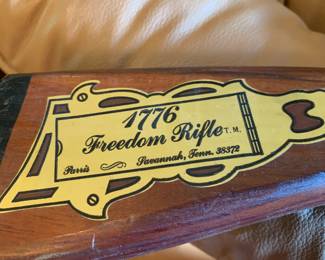 1776
Freedom Rifle T.M.
Parris Savannah, Tenn. 38372